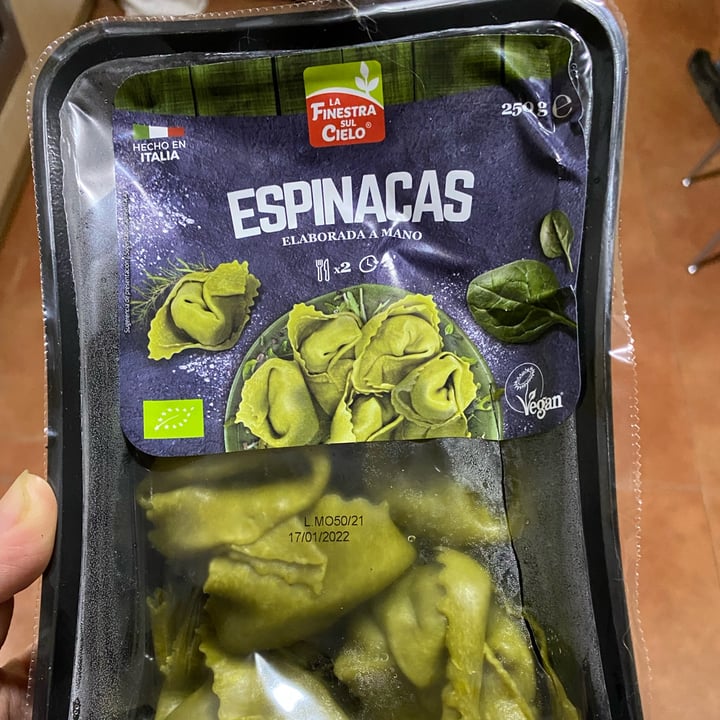 LA
FINESTRA
SUL
CIELO®
250 g e
HECHO EN
ITALIA
ESPINACAS
ELABORADA A MANO
x2
Vegan
L.MO50/21
17/01/2022